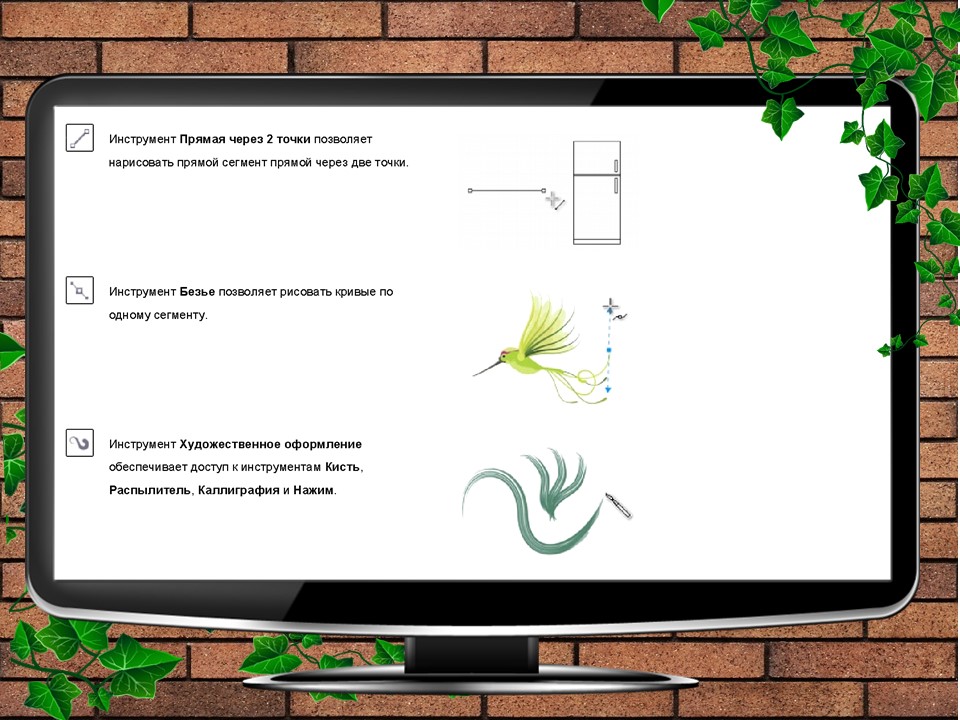 Инструмент Прямая через 2 точки позволяет
нарисовать прямой сегмент прямой через две точки.
Инструмент Безье позволяет рисовать кривые по
одному сегменту.
Инструмент Художественное оформление
обеспечивает доступ к инструментам Кисть,
Распылитель, Каллиграфия и Нажим.